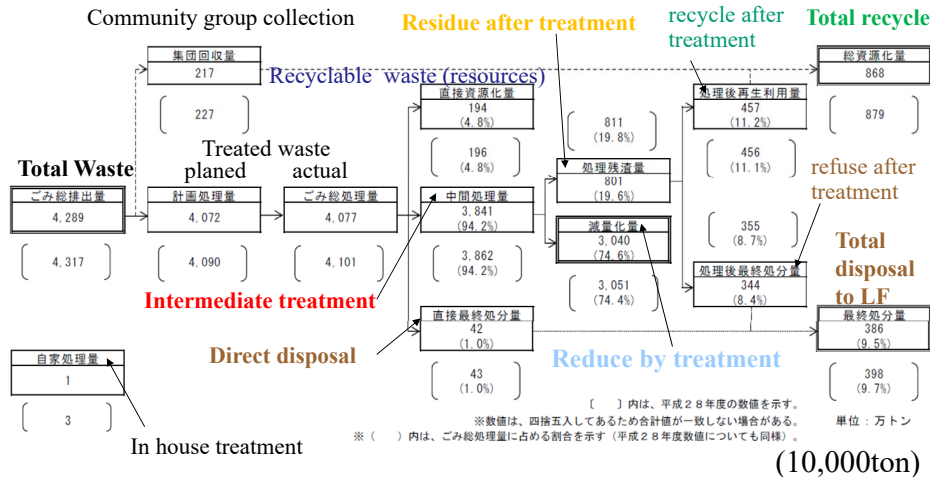 Community group collection
Residue after treatment
recycle after
treatment
Total recycle
集団回収量
217
227
Recyclable waste (resources)
直接資源化量
194
(4.8%)
196
(4.8%)
811
(19.8%)
処理後再生利用量
457
(11.2%)
456
(11.1%)
総資源化量
868
879
Total Waste
Treated waste
planed
actual
ごみ総排出量
4,289
4,317
計画処理量
4,072
4,090
ごみ総処理量
4,077
4,101
中間処理量
3,841
(94.2%)
3,862
(94.2%)
処理残渣量
801
(19.6%)
減量化量
3,040
(74.6%)
3,051
(74.4%)
refuse after
treatment
355
(8.7%)
処理後最終処分量
344
(8.4%)
Total
disposal
to LF
Intermediate treatment
Direct disposal
直接最終処分量
42
(1.0%)
43
(1.0%)
Reduce by treatment
最終処分量
386
(9.5%)
398
(9.7%)
自家処理量
1
3
In house treatment
〔 〕内は、平成28年度の数値を示す。
※数値は、四捨五入してあるため合計値が一致しない場合がある。
単位：万トン
※( )内は、ごみ総処理量に占める割合を示す（平成28年度数値についても同様）。
(10,000ton)